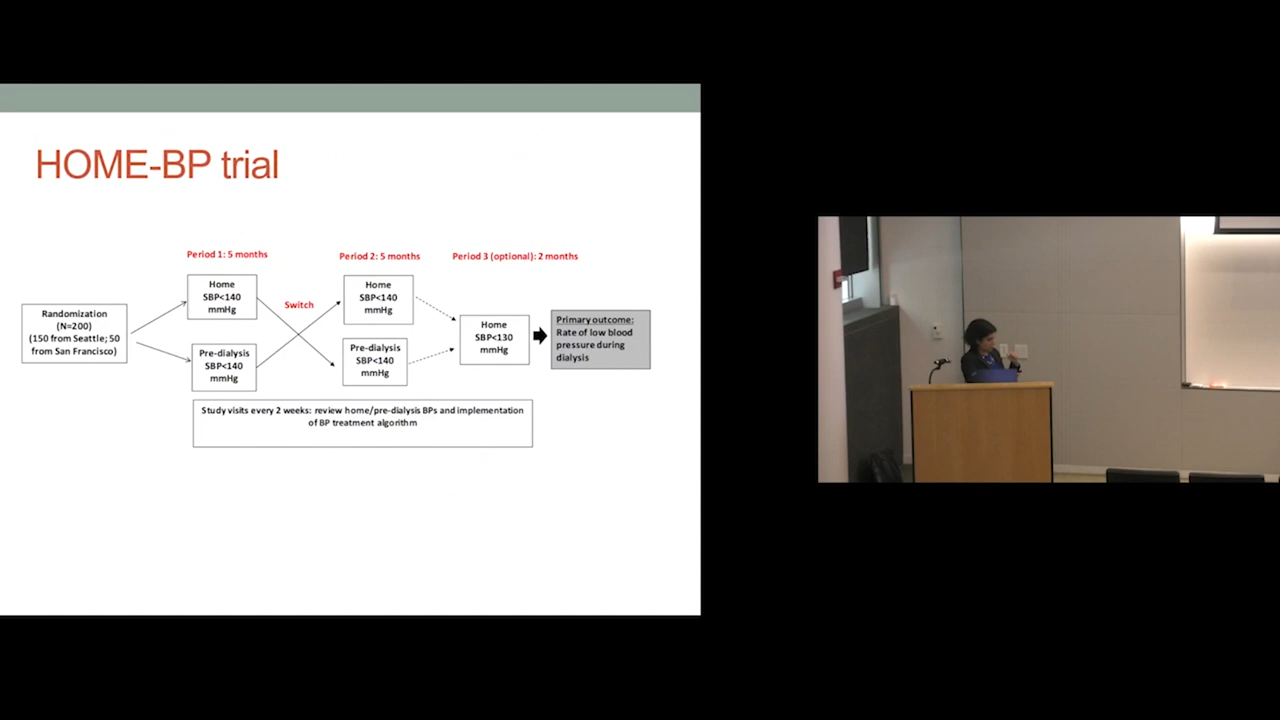 HOME-BP trial
Period 1: 5 months
Period 2: 5 months
Period 3 (optional): 2 months
Randomization
(N=200)
(150 from Seattle; 50
from San Francisco)
Home
SBP<140
mmHg
Pre-dialysis
SBP<140
mmHg
Switch
Home
SBP<140
mmHg
Pre-dialysis
SBP<140
mmHg
Home
SBP<130
mmHg
Primary outcome:
Rate of low blood
pressure during
dialysis
Study visits every 2 weeks: review home/pre-dialysis BPs and implementation
of BP treatment algorithm